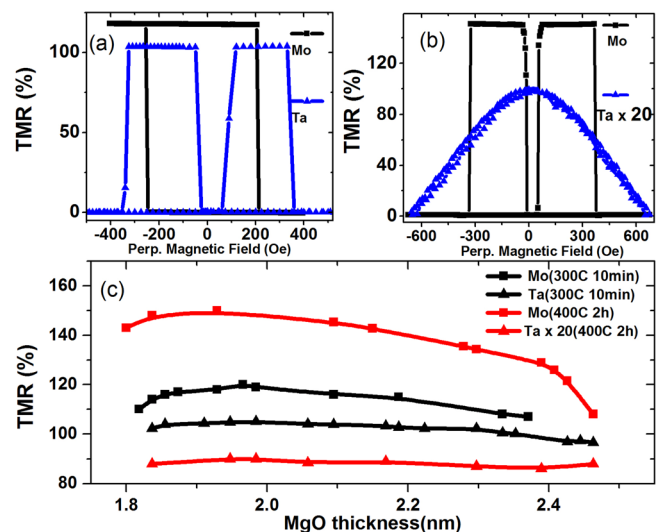 (a)
Mo
Ta
TMR (%)
100
50
0
-400 -200 0 200 400
Perp. Magnetic Field (Oe)
(b)
Mo
Ta x 20
TMR (%)
160
120
80
40
0
-600 -300 0 300 600
Perp. Magnetic Field (Oe)
(c)
Mo(300C 10min)
Ta(300C 10min)
Mo(400C 2h)
Ta x 20(400C 2h)
TMR (%)
160
140
120
100
80
1.8 2.0 2.2 2.4
MgO thickness(nm)